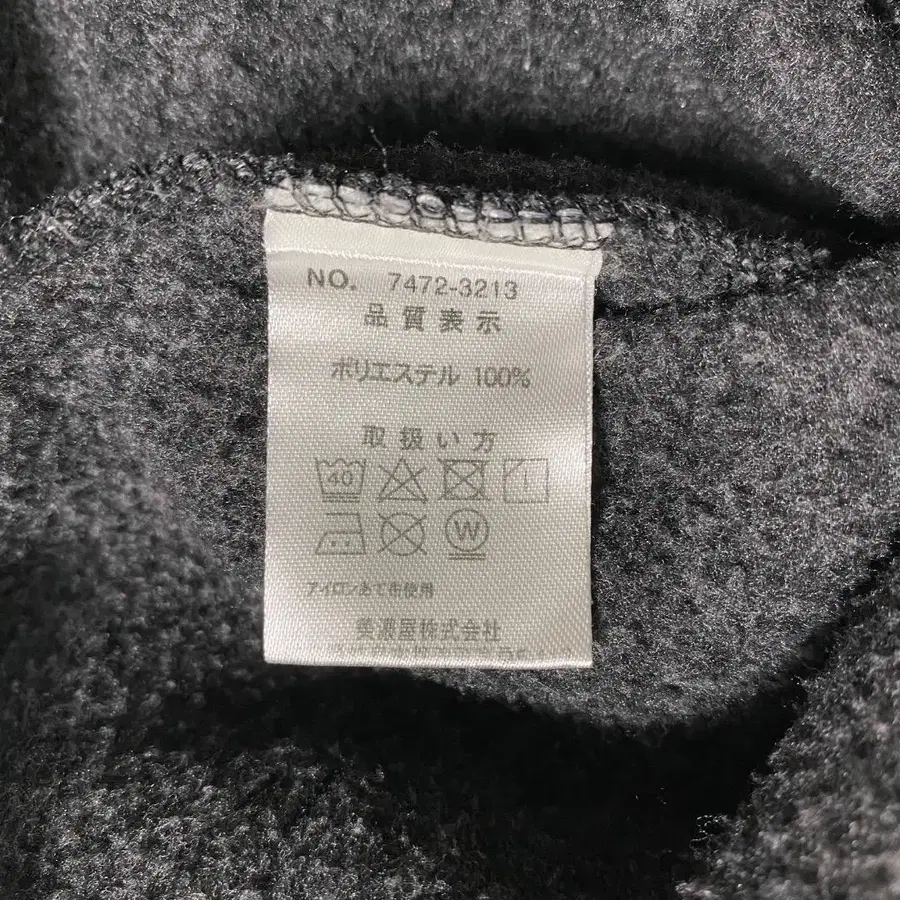 NO. 7472-3213
品質表示
ポリエステル 100%
取扱い方
40
W
アイロンあて布使用
美濃屋株式会社